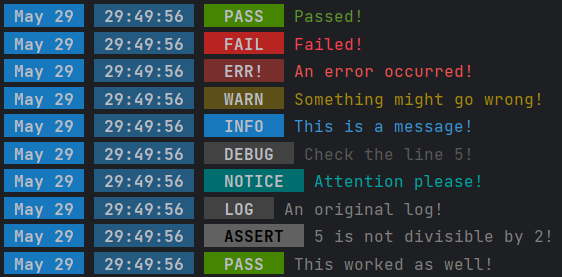 May 29 29:49:56 PASS Passed!
May 29 29:49:56 FAIL Failed!
May 29 29:49:56 ERR! An error occurred!
May 29 29:49:56 WARN Something might go wrong!
May 29 29:49:56 INFO This is a message!
May 29 29:49:56 DEBUG Check the line 5!
May 29 29:49:56 NOTICE Attention please!
May 29 29:49:56 LOG An original log!
May 29 29:49:56 ASSERT 5 is not divisible by 2!
May 29 29:49:56 PASS This worked as well!